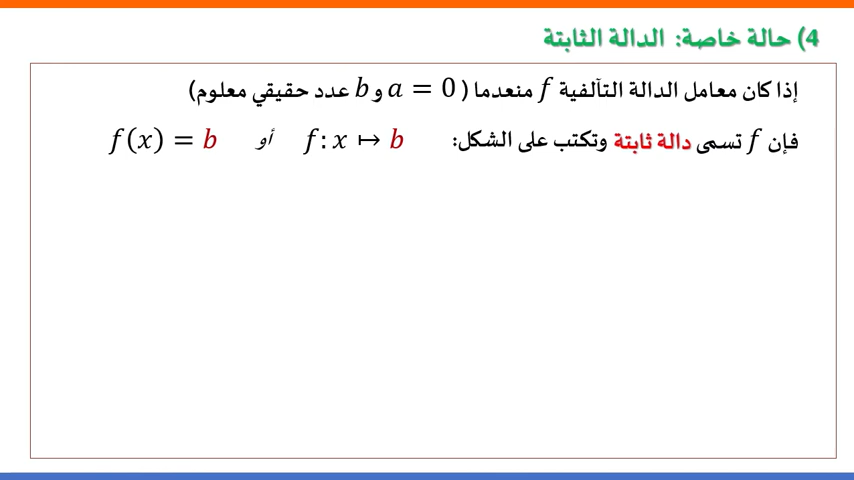 4) حالة خاصة: الدالة الثابتة
إذا كان معامل الدالة التآلفية f منعدما ( a = 0 و b عدد حقيقي معلوم)
فإن f تسمى دالة ثابتة وتكتب على الشكل: f: x ↦ b أو f(x) = b